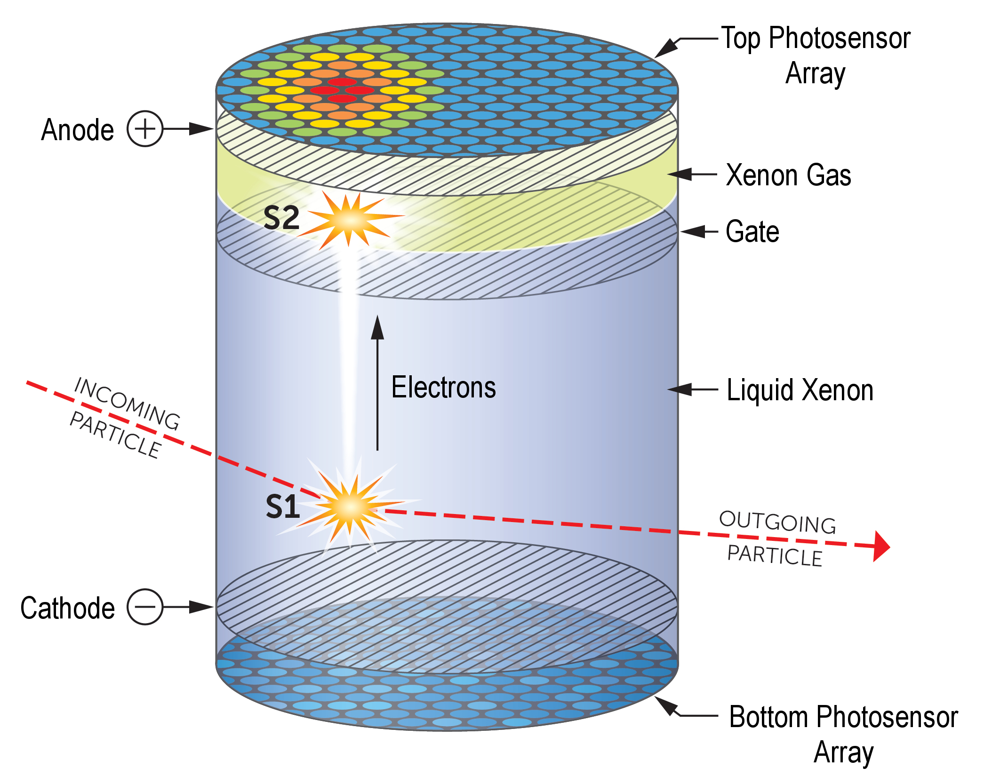 Top Photosensor
Array
Anode +
Xenon Gas
S2
Gate
Electrons
Liquid Xenon
INCOMING
PARTICLE
S1
OUTGOING
PARTICLE
Cathode −
Bottom Photosensor
Array